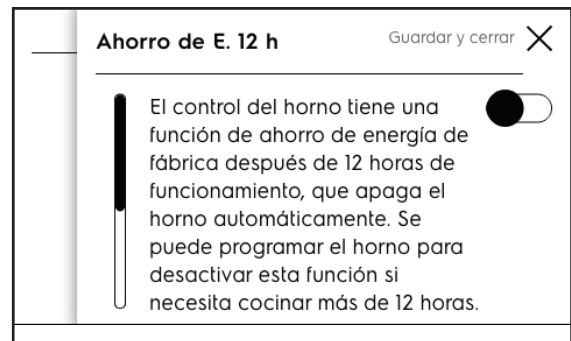 Ahorro de E. 12 h
Guardar y cerrar
El control del horno tiene una
función de ahorro de energía de
fábrica después de 12 horas de
funcionamiento, que apaga el
horno automáticamente. Se
puede programar el horno para
desactivar esta función si
necesita cocinar más de 12 horas.